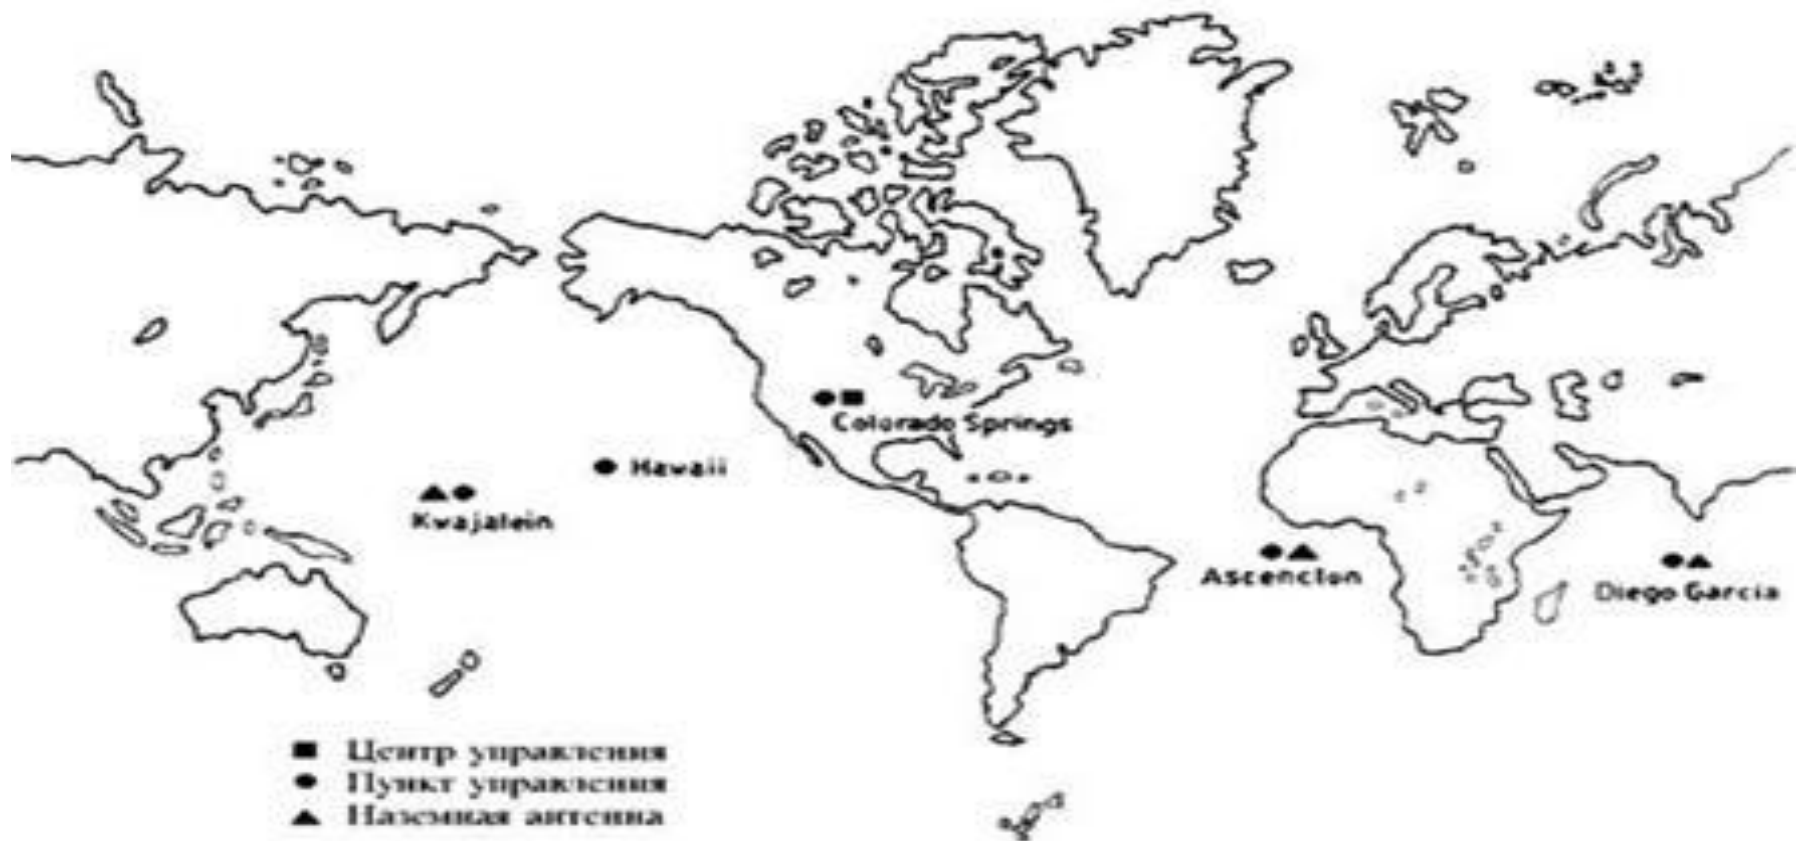 Colorado Springs
Hawaii
Kwajalein
Ascencion
Diego Garcia
Центр управления
Пункт управления
Наземная антенна